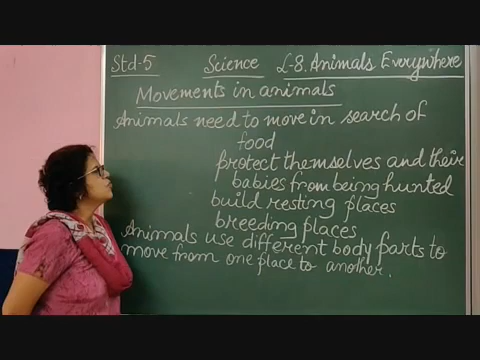 Std-5 Science L-8. Animals Everywhere
Movements in animals
Animals need to move in search of
food
protect themselves and their
babies from being hunted
build resting places
breeding places
Animals use different body parts to
move from one place to another.